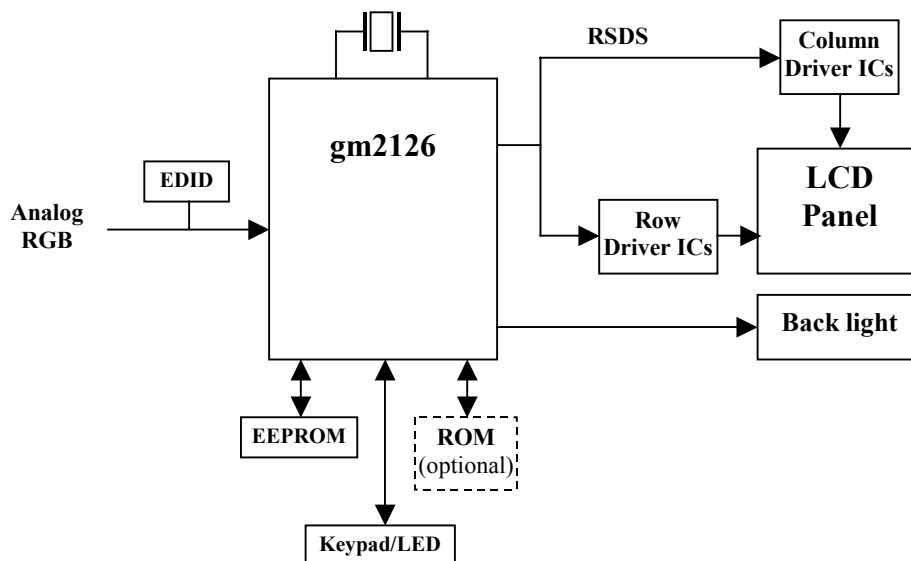 RSDS
Column
Driver ICs
gm2126
EDID
LCD
Panel
Analog
RGB
Row
Driver ICs
Back light
EEPROM
ROM
(optional)
Keypad/LED